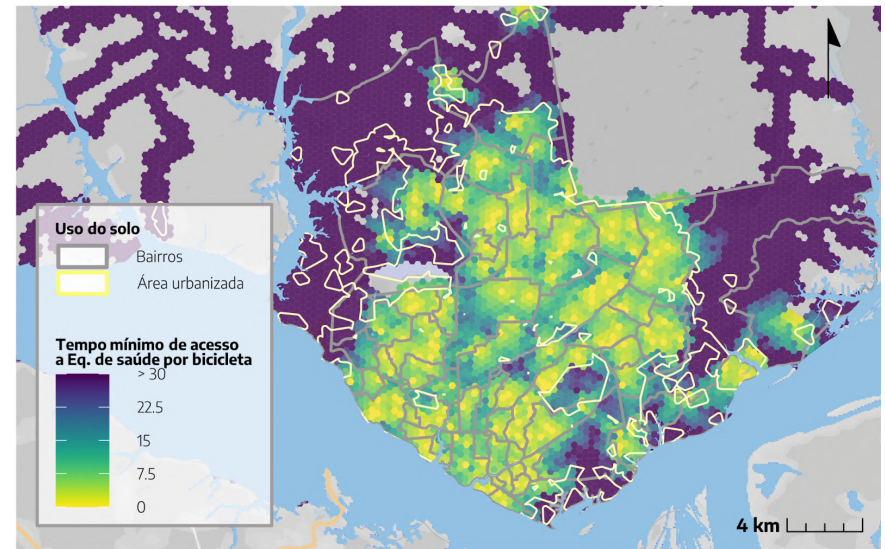 Uso do solo
Bairros
Área urbanizada
Tempo mínimo de acesso
a Eq. de saúde por bicicleta
> 30
22.5
15
7.5
0
4 km